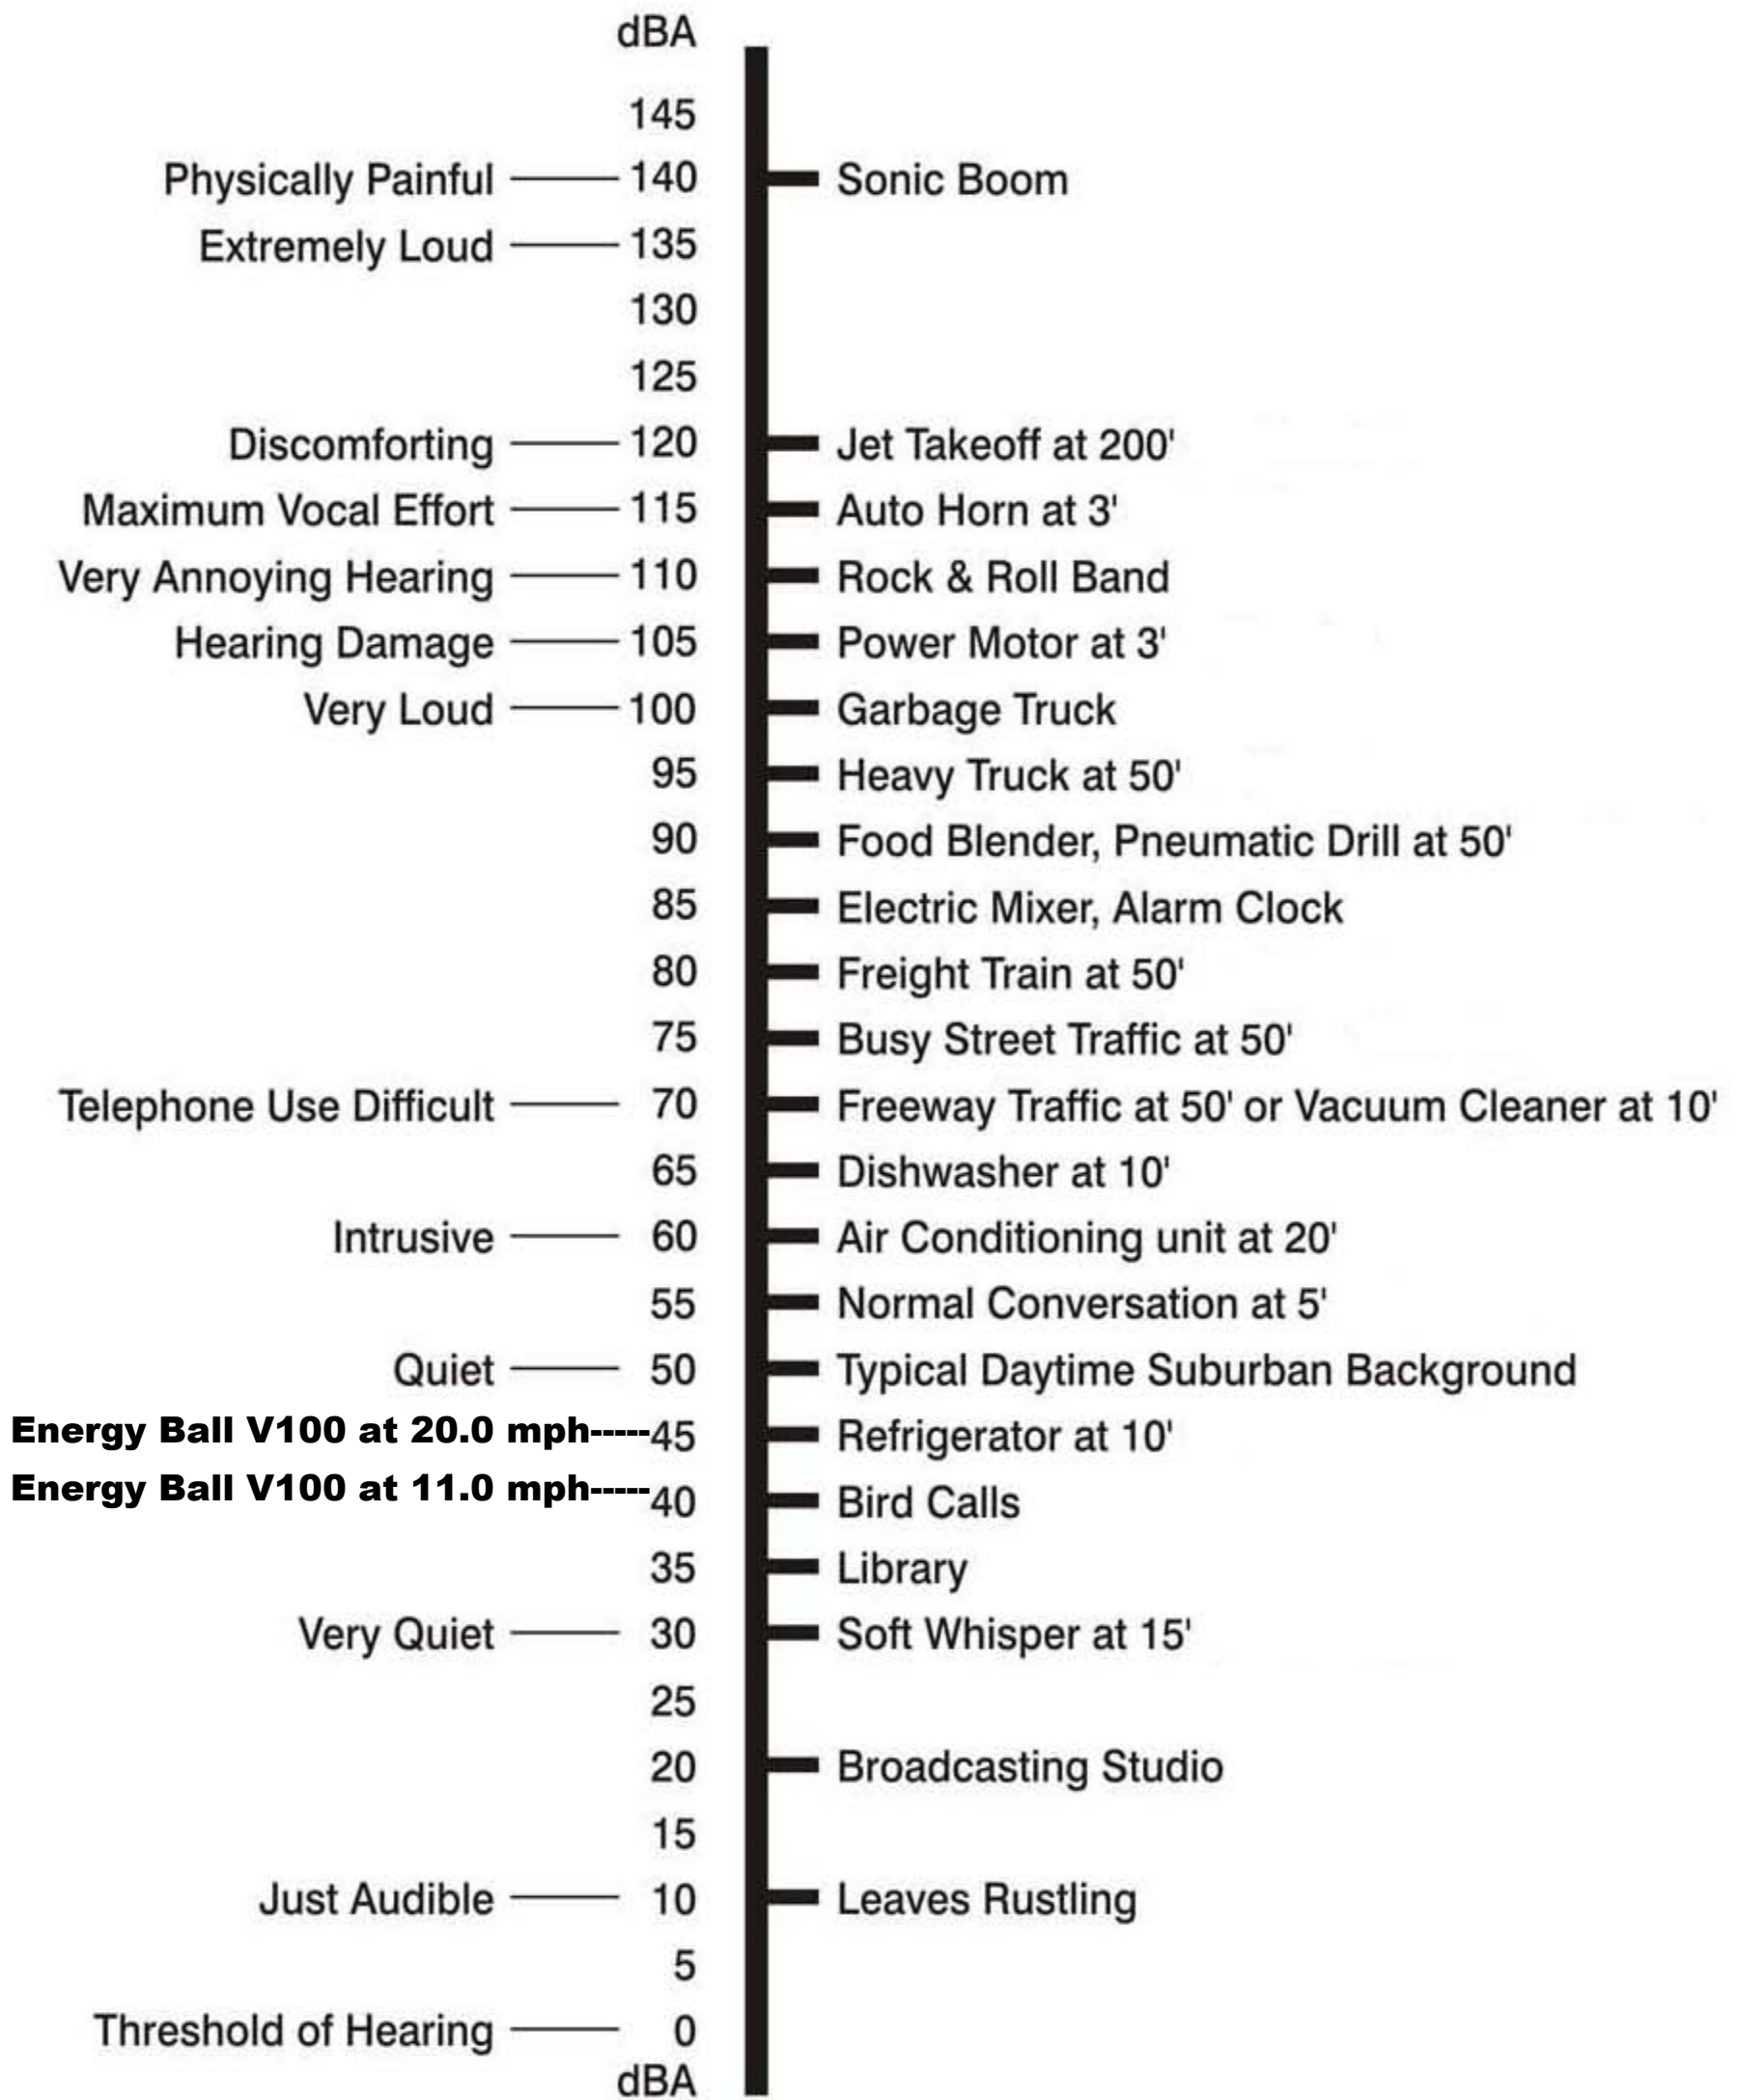 dBA
145
Physically Painful 140 Sonic Boom
Extremely Loud 135
130
125
Discomforting 120 Jet Takeoff at 200'
Maximum Vocal Effort 115 Auto Horn at 3'
Very Annoying Hearing 110 Rock & Roll Band
Hearing Damage 105 Power Motor at 3'
Very Loud 100 Garbage Truck
95 Heavy Truck at 50'
90 Food Blender, Pneumatic Drill at 50'
85 Electric Mixer, Alarm Clock
80 Freight Train at 50'
75 Busy Street Traffic at 50'
Telephone Use Difficult 70 Freeway Traffic at 50' or Vacuum Cleaner at 10'
65 Dishwasher at 10'
Intrusive 60 Air Conditioning unit at 20'
55 Normal Conversation at 5'
Quiet 50 Typical Daytime Suburban Background
Energy Ball V100 at 20.0 mph-----45 Refrigerator at 10'
Energy Ball V100 at 11.0 mph-----40 Bird Calls
35 Library
Very Quiet 30 Soft Whisper at 15'
25
20 Broadcasting Studio
15
Just Audible 10 Leaves Rustling
5
Threshold of Hearing 0
dBA